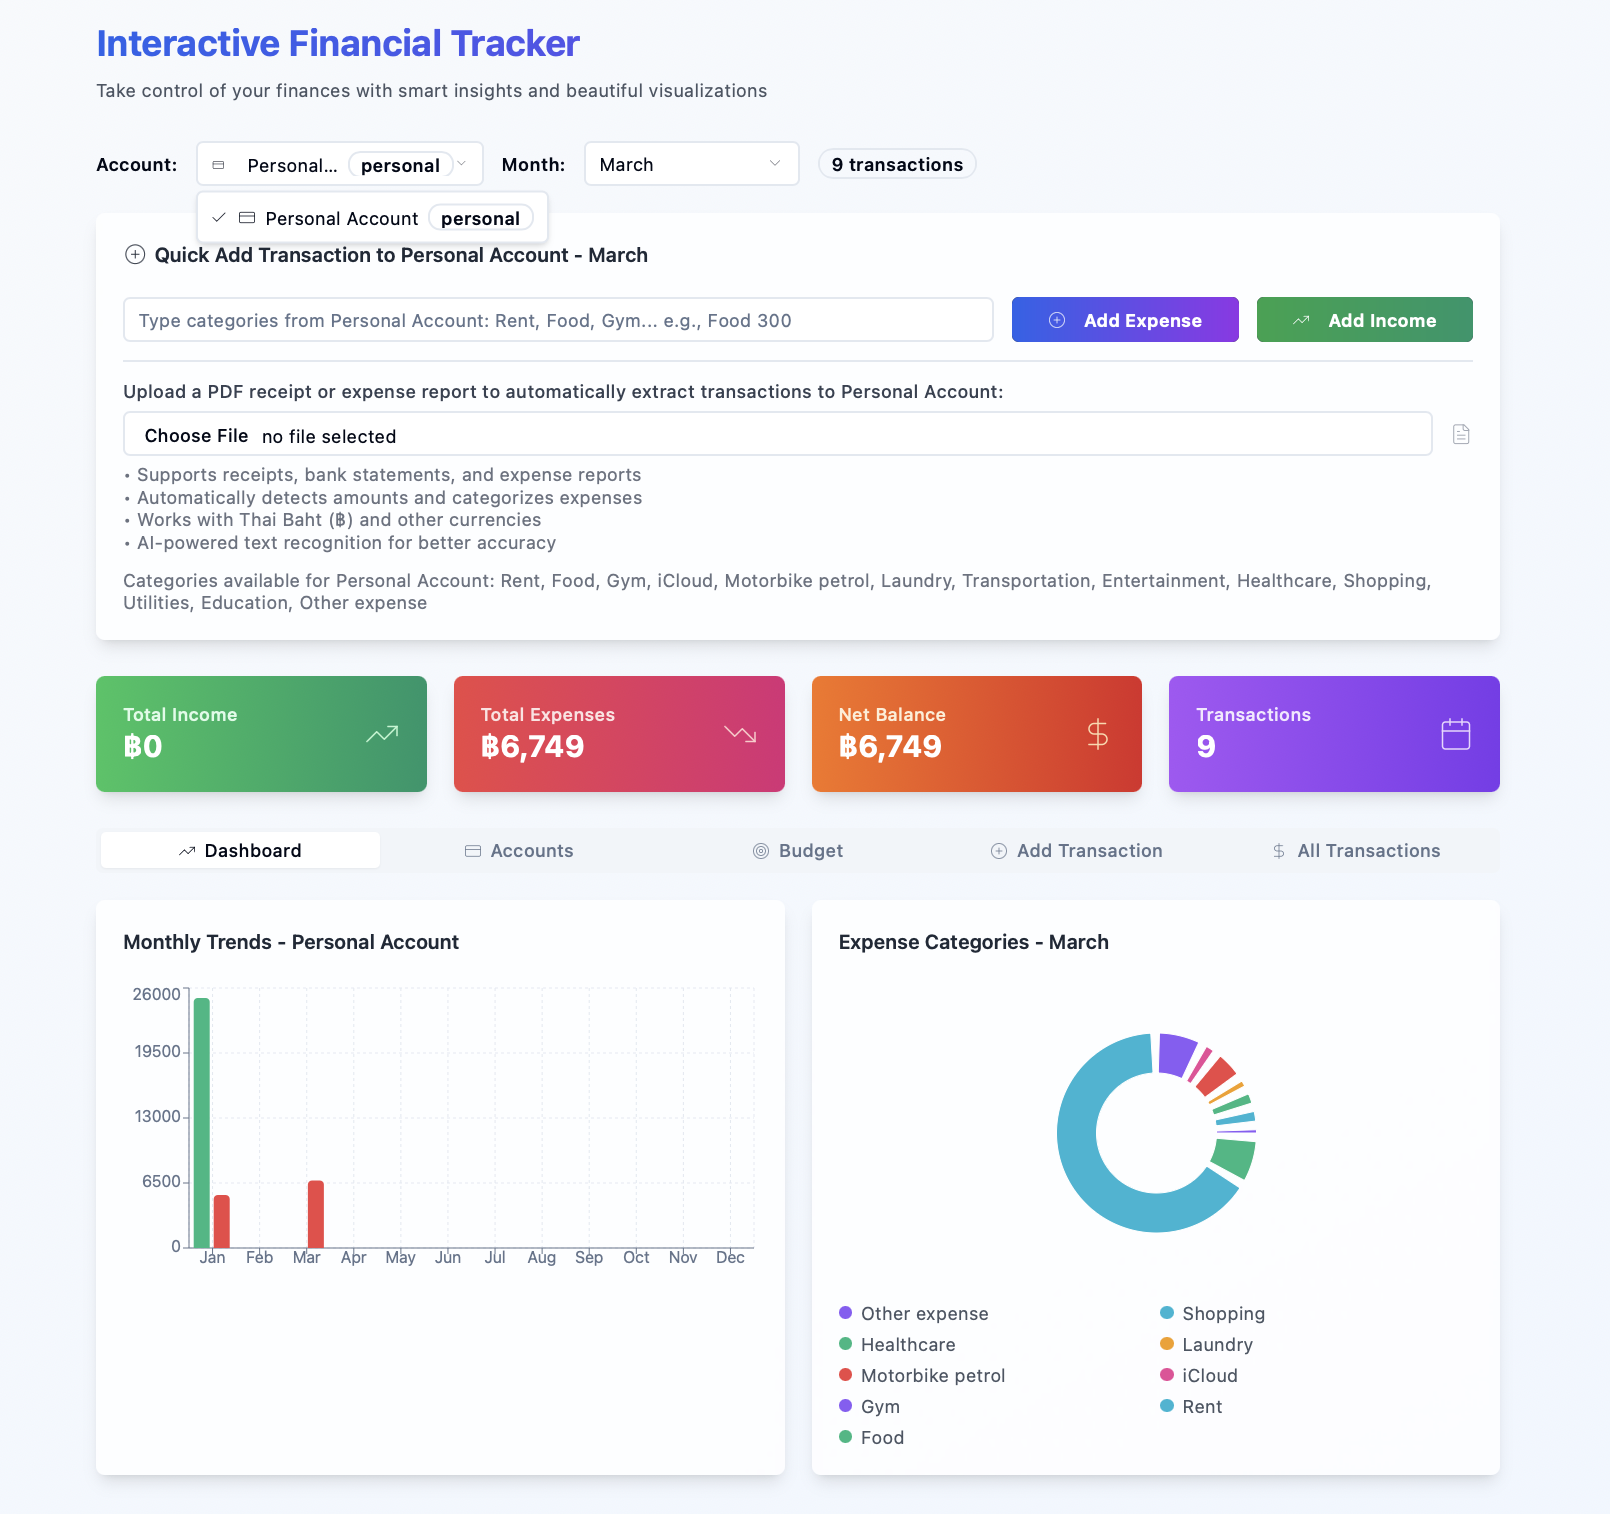 Interactive Financial Tracker
Take control of your finances with smart insights and beautiful visualizations
Account: Personal... personal Month: March 9 transactions
Personal Account personal
Quick Add Transaction to Personal Account - March
Type categories from Personal Account: Rent, Food, Gym... e.g., Food 300
Add Expense
Add Income
Upload a PDF receipt or expense report to automatically extract transactions to Personal Account:
Choose File no file selected
• Supports receipts, bank statements, and expense reports
• Automatically detects amounts and categorizes expenses
• Works with Thai Baht (฿) and other currencies
• AI-powered text recognition for better accuracy
Categories available for Personal Account: Rent, Food, Gym, iCloud, Motorbike petrol, Laundry, Transportation, Entertainment, Healthcare, Shopping,
Utilities, Education, Other expense
Total Income
฿0
Total Expenses
฿6,749
Net Balance
฿6,749
Transactions
9
Dashboard
Accounts
Budget
Add Transaction
All Transactions
Monthly Trends - Personal Account
26000
19500
13000
6500
0
Jan Feb Mar Apr May Jun Jul Aug Sep Oct Nov Dec
Expense Categories - March
Other expense
Shopping
Healthcare
Laundry
Motorbike petrol
iCloud
Gym
Rent
Food